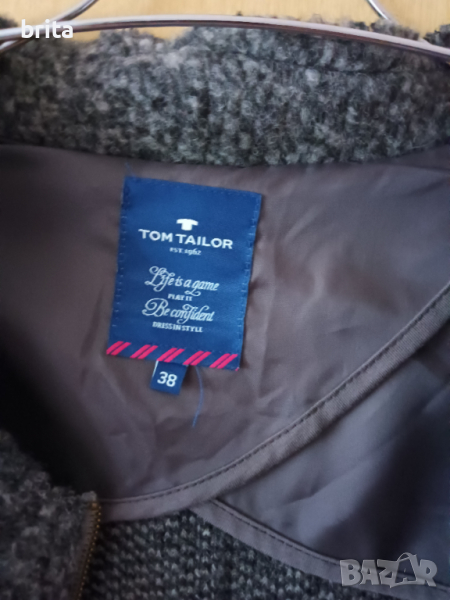 brita
TOM TAILOR
EST. 1962
Life is a game
PLAY IT
Be confident
DRESS IN STYLE
38
BAZAR